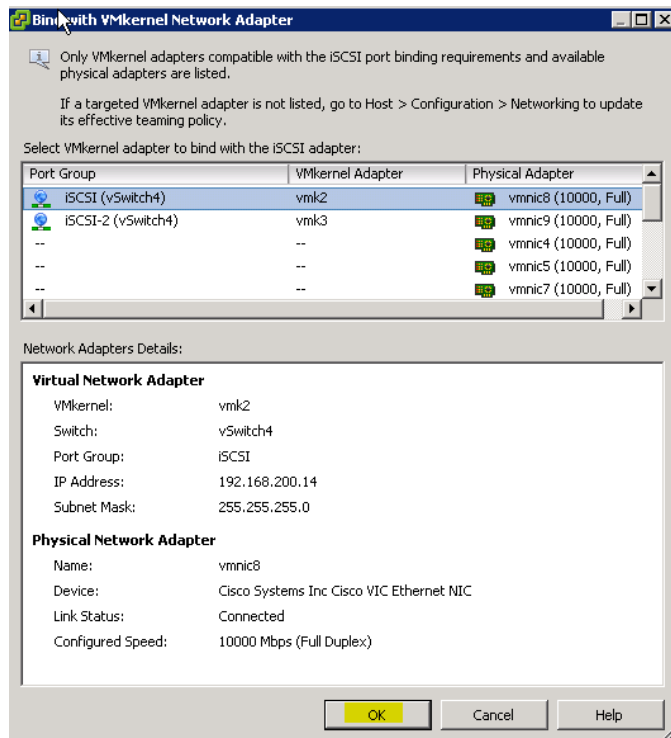 Bind with VMkernel Network Adapter
Only VMkernel adapters compatible with the iSCSI port binding requirements and available
physical adapters are listed.
If a targeted VMkernel adapter is not listed, go to Host > Configuration > Networking to update
its effective teaming policy.
Select VMkernel adapter to bind with the iSCSI adapter:
Port Group VMkernel Adapter Physical Adapter
iSCSI (vSwitch4) vmk2 vmnic8 (10000, Full)
iSCSI-2 (vSwitch4) vmk3 vmnic9 (10000, Full)
-- -- vmnic4 (10000, Full)
-- -- vmnic5 (10000, Full)
-- -- vmnic7 (10000, Full)
Network Adapters Details:
Virtual Network Adapter
VMkernel: vmk2
Switch: vSwitch4
Port Group: iSCSI
IP Address: 192.168.200.14
Subnet Mask: 255.255.255.0
Physical Network Adapter
Name: vmnic8
Device: Cisco Systems Inc Cisco VIC Ethernet NIC
Link Status: Connected
Configured Speed: 10000 Mbps (Full Duplex)
OK Cancel Help